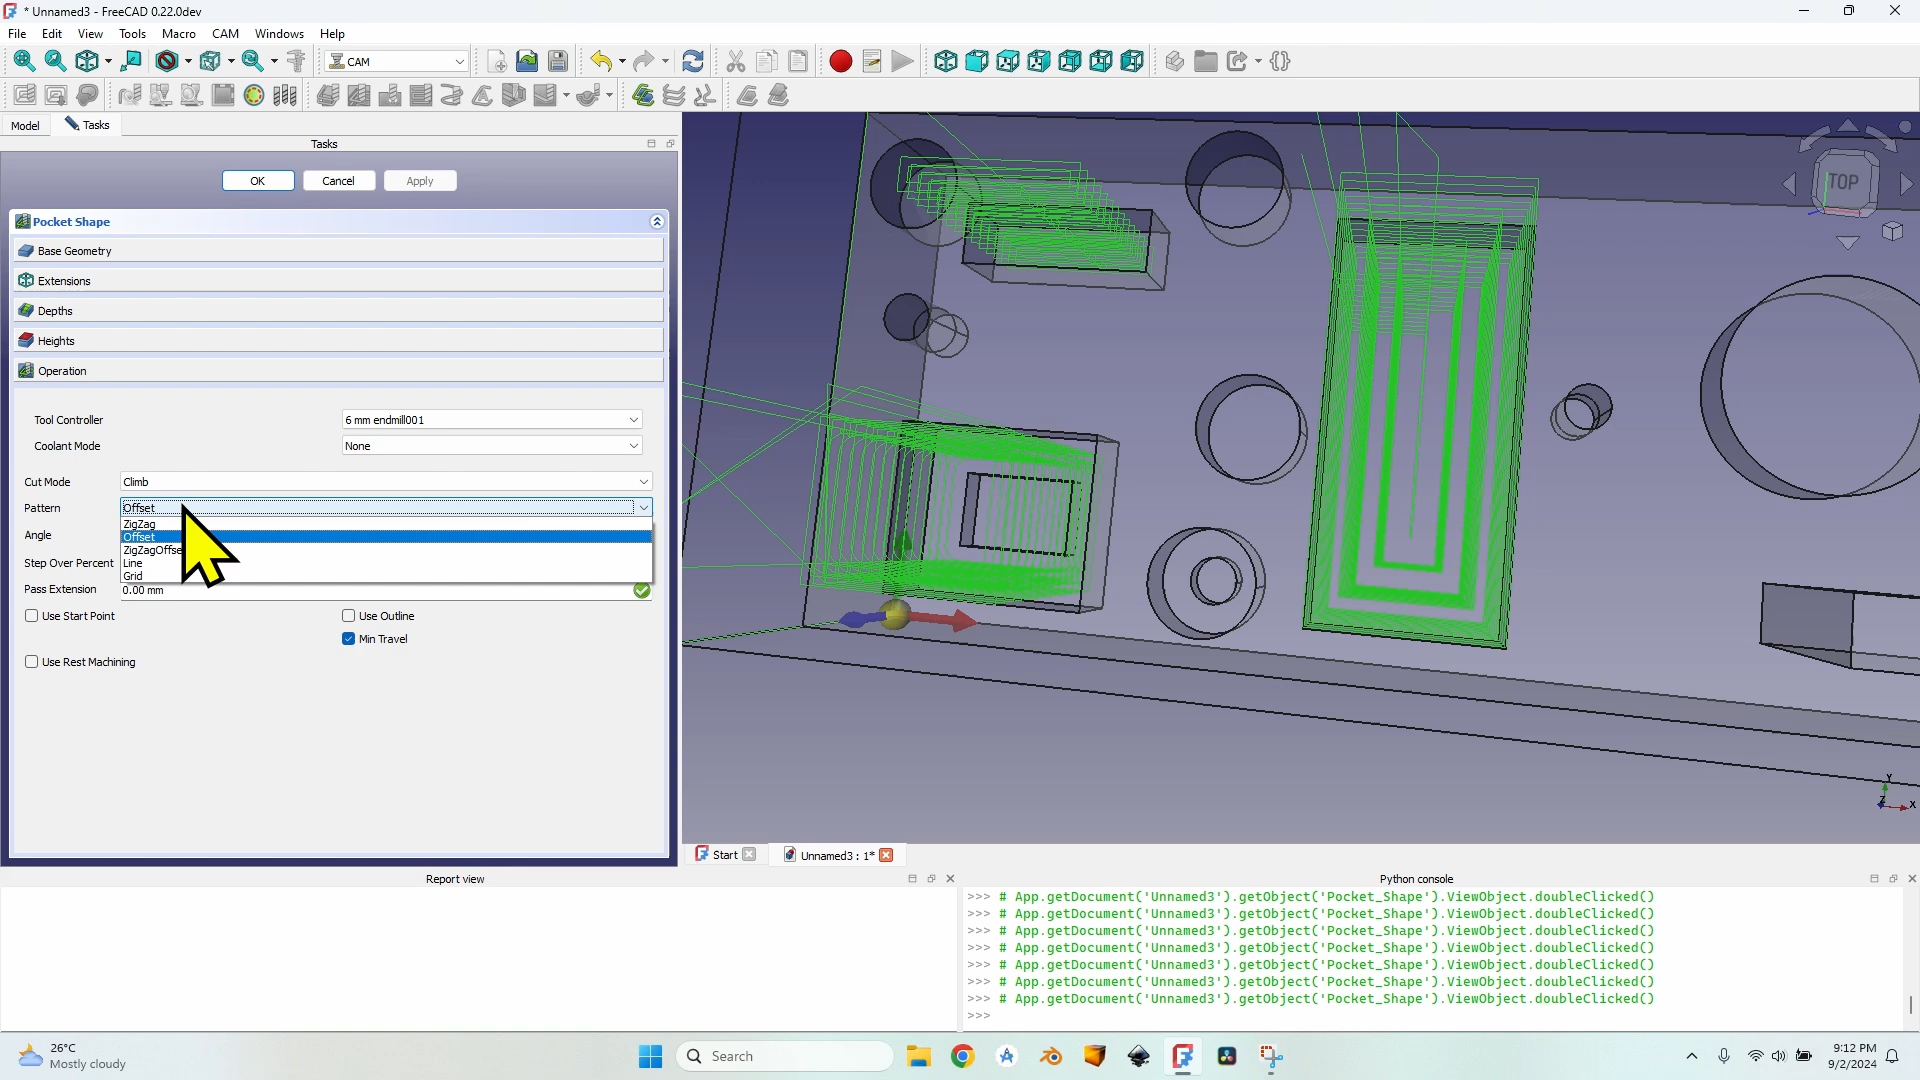 * Unnamed3 - FreeCAD 0.22.0dev
File Edit View Tools Macro CAM Windows Help
CAM
Model Tasks
Tasks
OK Cancel Apply
Pocket Shape
Base Geometry
Extensions
Depths
Heights
Operation
Tool Controller 6 mm endmill001
Coolant Mode None
Cut Mode Climb
Pattern Offset
ZigZag
Angle Offset
ZigZagOffse
Step Over Percent Line
Grid
Pass Extension 0.00 mm
Use Start Point Use Outline
Min Travel
Use Rest Machining
TOP
Y
Z X
Start Unnamed3 : 1*
Report view
Python console
>>> # App.getDocument('Unnamed3').getObject('Pocket_Shape').ViewObject.doubleClicked()
>>> # App.getDocument('Unnamed3').getObject('Pocket_Shape').ViewObject.doubleClicked()
>>> # App.getDocument('Unnamed3').getObject('Pocket_Shape').ViewObject.doubleClicked()
>>> # App.getDocument('Unnamed3').getObject('Pocket_Shape').ViewObject.doubleClicked()
>>> # App.getDocument('Unnamed3').getObject('Pocket_Shape').ViewObject.doubleClicked()
>>> # App.getDocument('Unnamed3').getObject('Pocket_Shape').ViewObject.doubleClicked()
>>> # App.getDocument('Unnamed3').getObject('Pocket_Shape').ViewObject.doubleClicked()
>>>
26°C
Mostly cloudy
Search
9:12 PM
9/2/2024